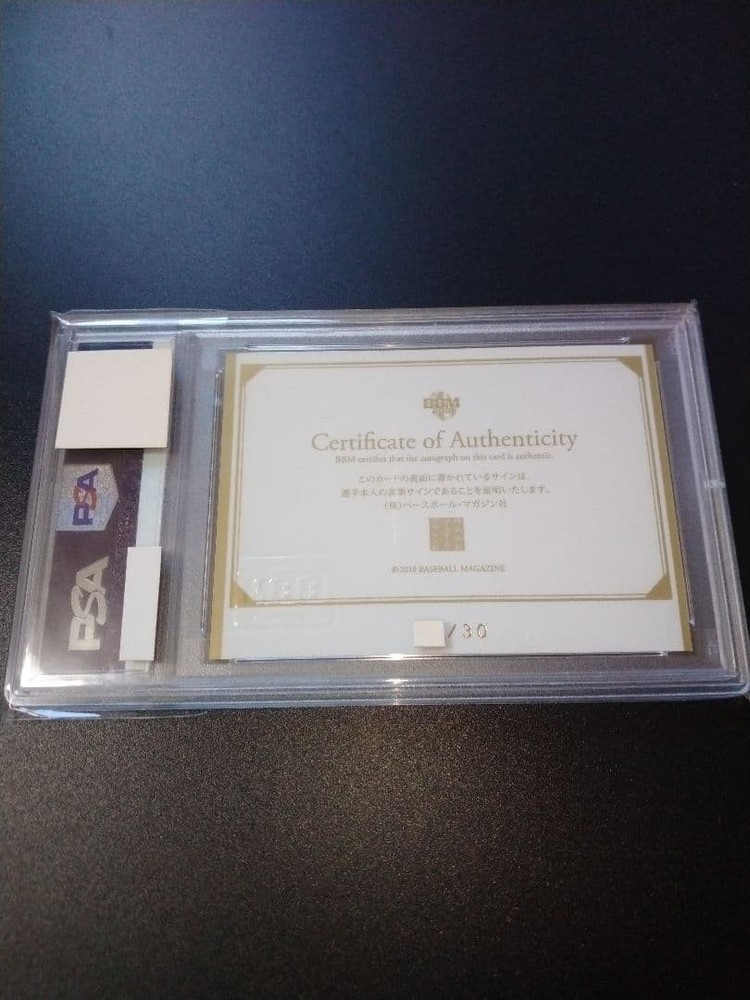 BBM
Certificate of Authenticity
BBM certifies that the autograph on this card is authentic.
このカードの表面に書かれているサインは、
選手本人の直筆サインであることを証明いたします。
(株)ベースボール・マガジン社
© 2018 BASEBALL MAGAZINE
/30
PSA
PSA